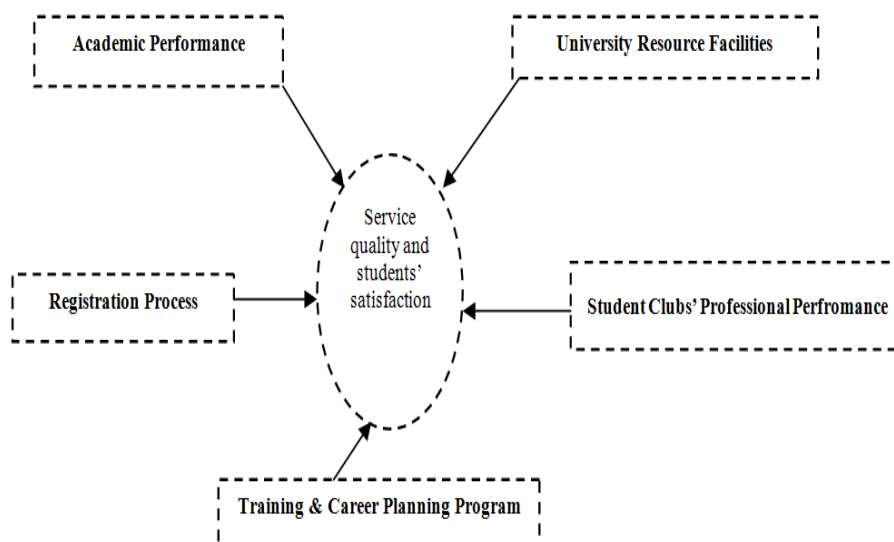 Academic Performance
University Resource Facilities
Service
quality and
students’
satisfaction
Registration Process
Student Clubs’ Professional Perfromance
Training & Career Planning Program